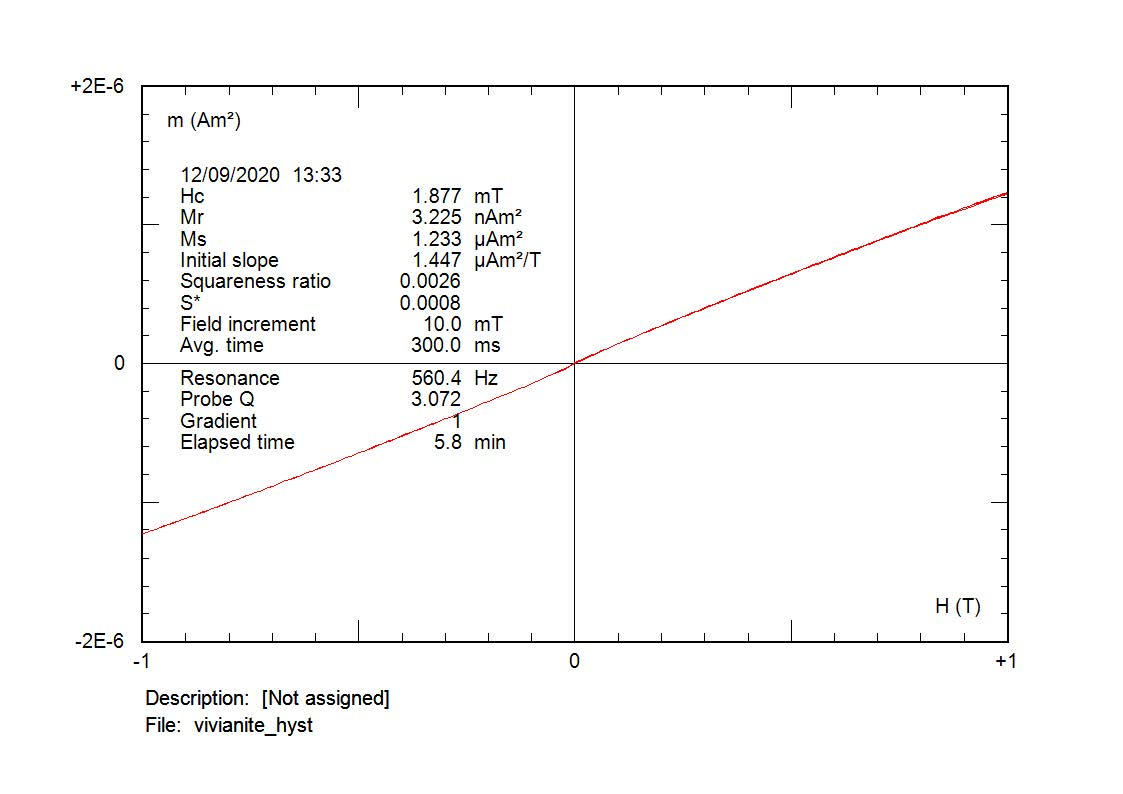 +2E-6
m (Am²)
12/09/2020 13:33
Hc 1.877 mT
Mr 3.225 nAm²
Ms 1.233 µAm²
Initial slope 1.447 µAm²/T
Squareness ratio 0.0026
S* 0.0008
Field increment 10.0 mT
Avg. time 300.0 ms
0
Resonance 560.4 Hz
Probe Q 3.072
Gradient 1
Elapsed time 5.8 min
H (T)
-2E-6
-1 0 +1
Description: [Not assigned]
File: vivianite_hyst